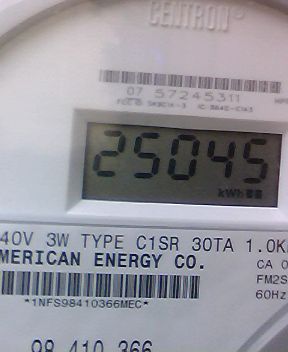 CENTRON®
07 57245311
25045
kWh
40V 3W TYPE C1SR 30TA 1.0K
MERICAN ENERGY CO.
CA 0
FM2S
60Hz
*1NFS98410366MEC*
98 410 366